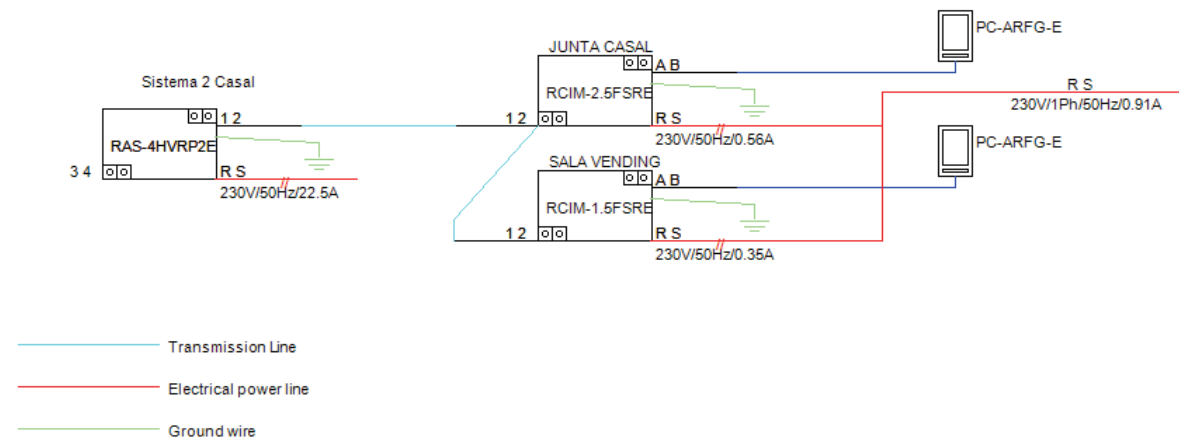 PC-ARFG-E
JUNTA CASAL
A B
RCIM-2.5FSRE
1 2
R S
230V/50Hz/0.56A
R S
230V/1Ph/50Hz/0.91A
Sistema 2 Casal
1 2
RAS-4HVRP2E
3 4
R S
230V/50Hz/22.5A
PC-ARFG-E
SALA VENDING
A B
RCIM-1.5FSRE
1 2
R S
230V/50Hz/0.35A
Transmission Line
Electrical power line
Ground wire